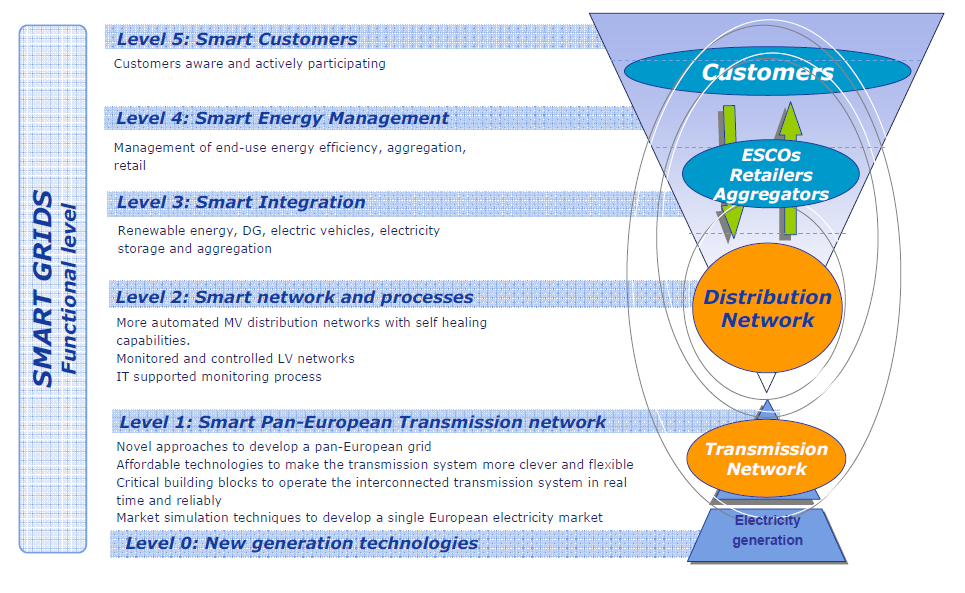 SMART GRIDS
Functional level
Level 5: Smart Customers
Customers aware and actively participating
Level 4: Smart Energy Management
Management of end-use energy efficiency, aggregation,
retail
Level 3: Smart Integration
Renewable energy, DG, electric vehicles, electricity
storage and aggregation
Level 2: Smart network and processes
More automated MV distribution networks with self healing
capabilities.
Monitored and controlled LV networks
IT supported monitoring process
Level 1: Smart Pan-European Transmission network
Novel approaches to develop a pan-European grid
Affordable technologies to make the transmission system more clever and flexible
Critical building blocks to operate the interconnected transmission system in real
time and reliably
Market simulation techniques to develop a single European electricity market
Level 0: New generation technologies
Customers
ESCOs
Retailers
Aggregators
Distribution
Network
Transmission
Network
Electricity
generation